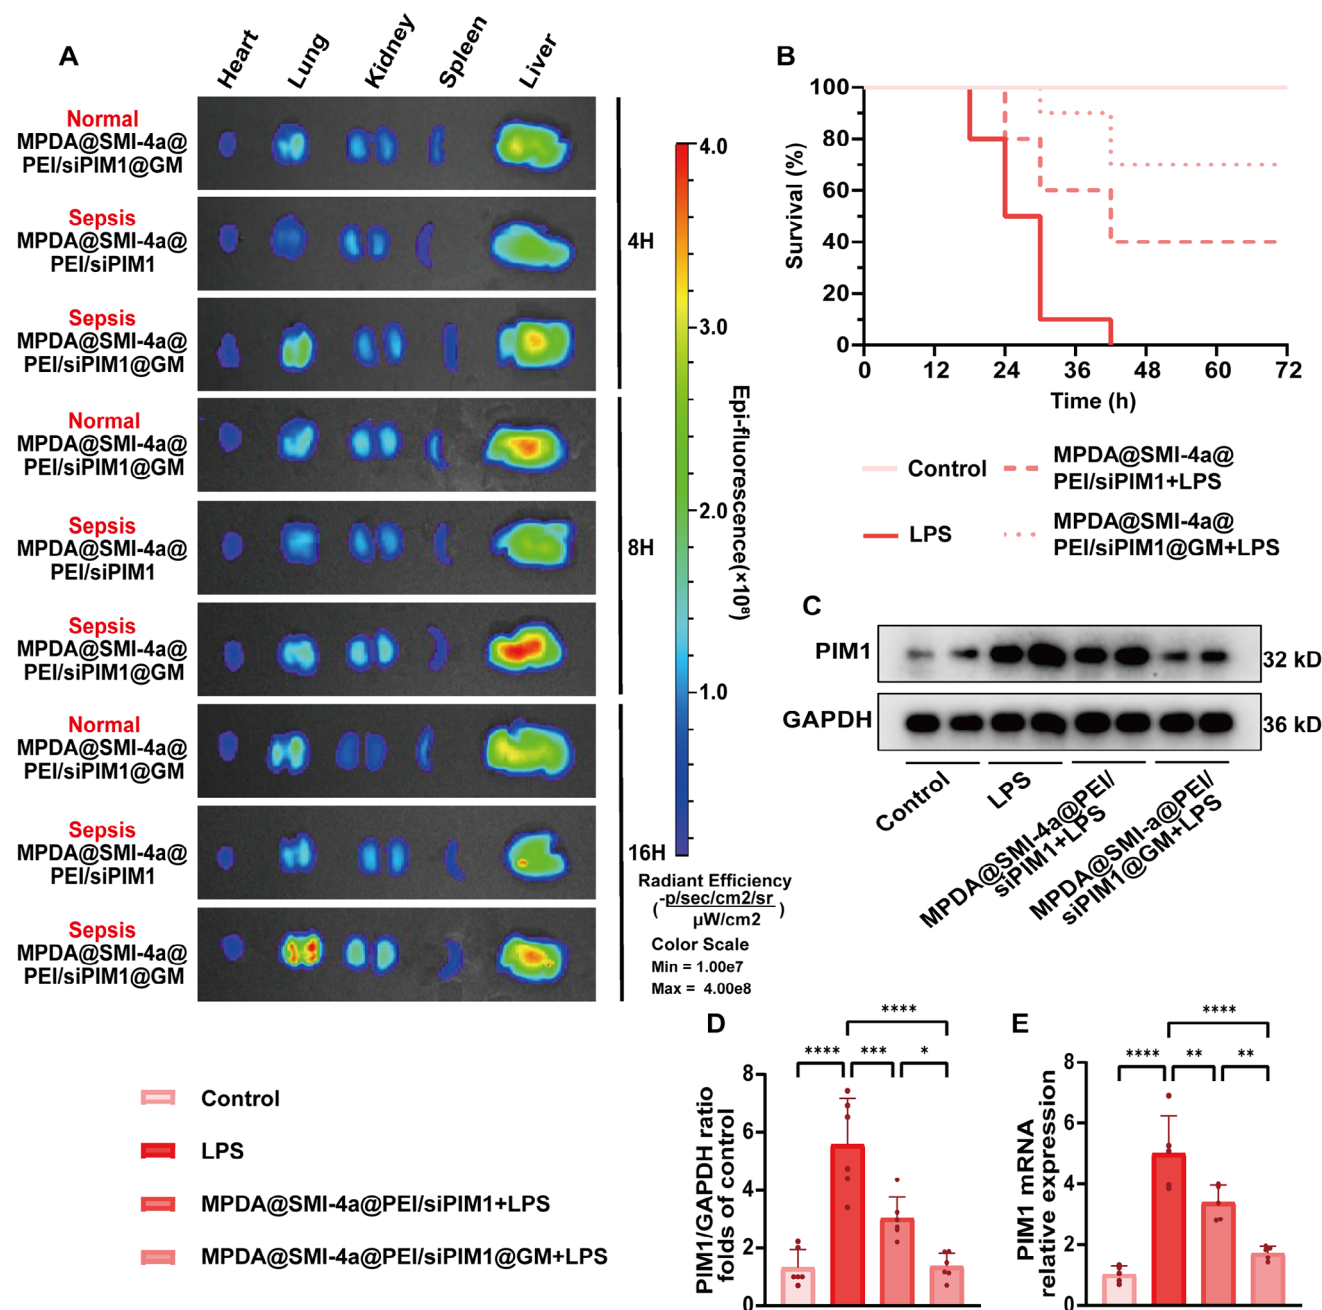 A
Heart
Lung
Kidney
Spleen
Liver
Normal
MPDA@SMI-4a@
PEI/siPIM1@GM
Sepsis
MPDA@SMI-4a@
PEI/siPIM1
Sepsis
MPDA@SMI-4a@
PEI/siPIM1@GM
4H
Normal
MPDA@SMI-4a@
PEI/siPIM1@GM
Sepsis
MPDA@SMI-4a@
PEI/siPIM1
Sepsis
MPDA@SMI-4a@
PEI/siPIM1@GM
8H
Normal
MPDA@SMI-4a@
PEI/siPIM1@GM
Sepsis
MPDA@SMI-4a@
PEI/siPIM1
Sepsis
MPDA@SMI-4a@
PEI/siPIM1@GM
16H
4.0
3.0
2.0
1.0
Epi-fluorescence(×10⁸)
Radiant Efficiency
(-p/sec/cm2/sr
μW/cm2)
Color Scale
Min = 1.00e7
Max = 4.00e8
B
Survival (%)
100
80
60
40
20
0
0 12 24 36 48 60 72
Time (h)
Control
MPDA@SMI-4a@
PEI/siPIM1+LPS
LPS
MPDA@SMI-4a@
PEI/siPIM1@GM+LPS
C
PIM1
32 kD
GAPDH
36 kD
Control
LPS
MPDA@SMI-4a@PEI/
siPIM1+LPS
MPDA@SMI-a@PEI/
siPIM1@GM+LPS
Control
LPS
MPDA@SMI-4a@PEI/siPIM1+LPS
MPDA@SMI-4a@PEI/siPIM1@GM+LPS
D
PIM1/GAPDH ratio
folds of control
8
6
4
2
0
****
**** *** *
E
PIM1 mRNA
relative expression
8
6
4
2
0
****
**** ** **